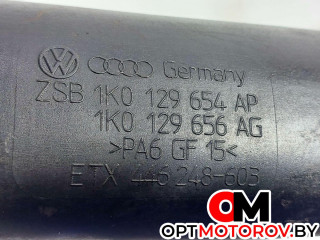 Germany
ZSB 1K0 129 654 AP
1K0 129 656 AG
>PA6 GF 15<
ETX 446 248-603
OPTMOTOROV.BY